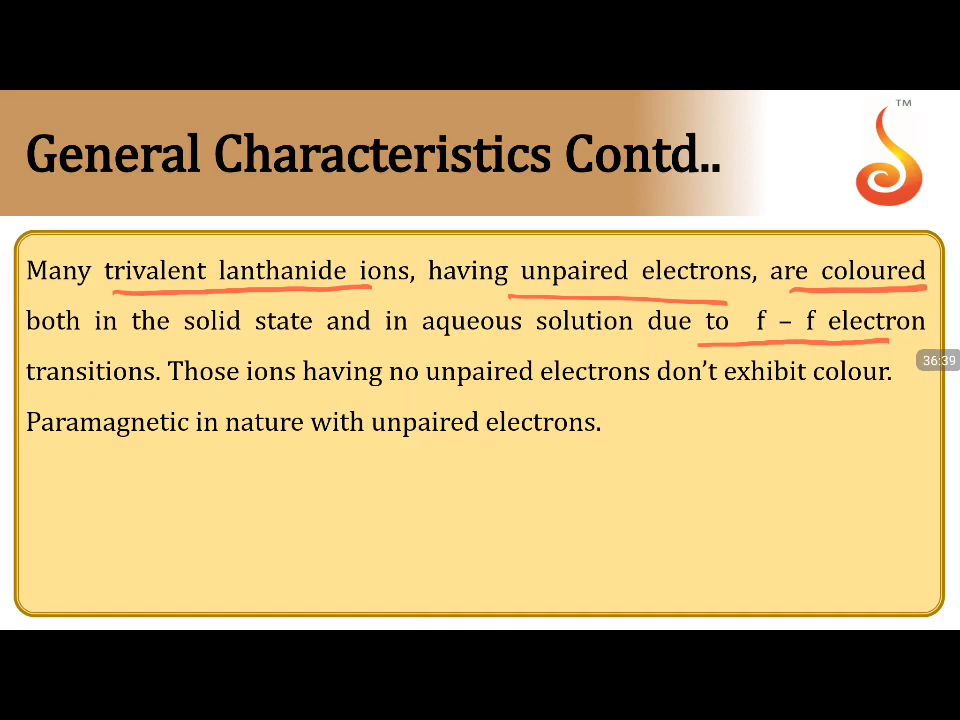 TM
General Characteristics Contd..
Many trivalent lanthanide ions, having unpaired electrons, are coloured
both in the solid state and in aqueous solution due to f – f electron
36:39
transitions. Those ions having no unpaired electrons don’t exhibit colour.
Paramagnetic in nature with unpaired electrons.